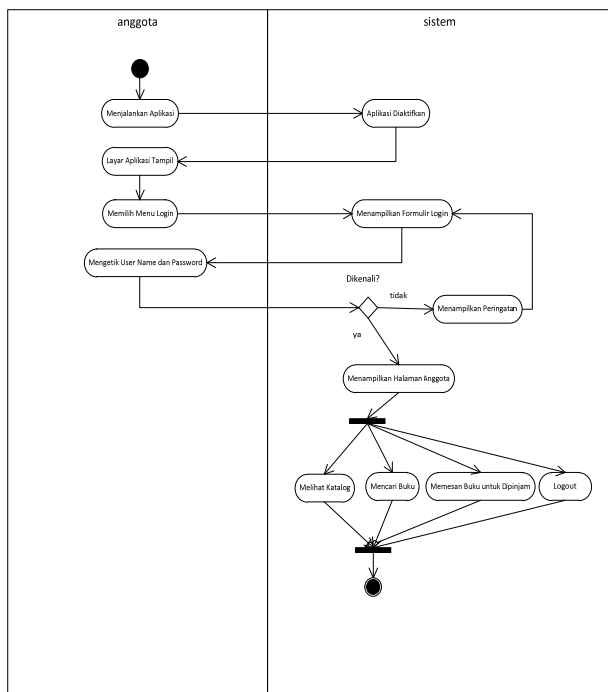 anggota
sistem
Menjalankan Aplikasi
Aplikasi Diaktifkan
Layar Aplikasi Tampil
Memilih Menu Login
Menampilkan Formulir Login
Mengetik User Name dan Password
Dikenali?
tidak
Menampilkan Peringatan
ya
Menampilkan Halaman Anggota
Melihat Katalog
Mencari Buku
Memesan Buku untuk Dipinjam
Logout